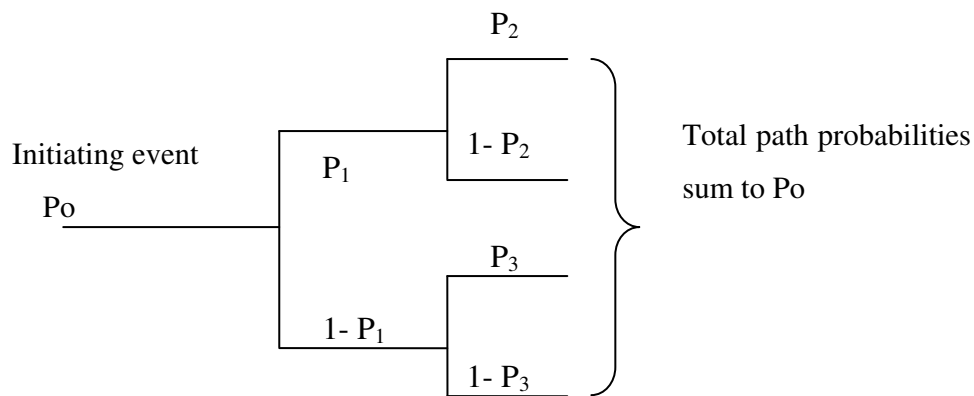 P₂
Initiating event
Po
P₁
1- P₂
Total path probabilities
sum to Po
P₃
1- P₁
1- P₃